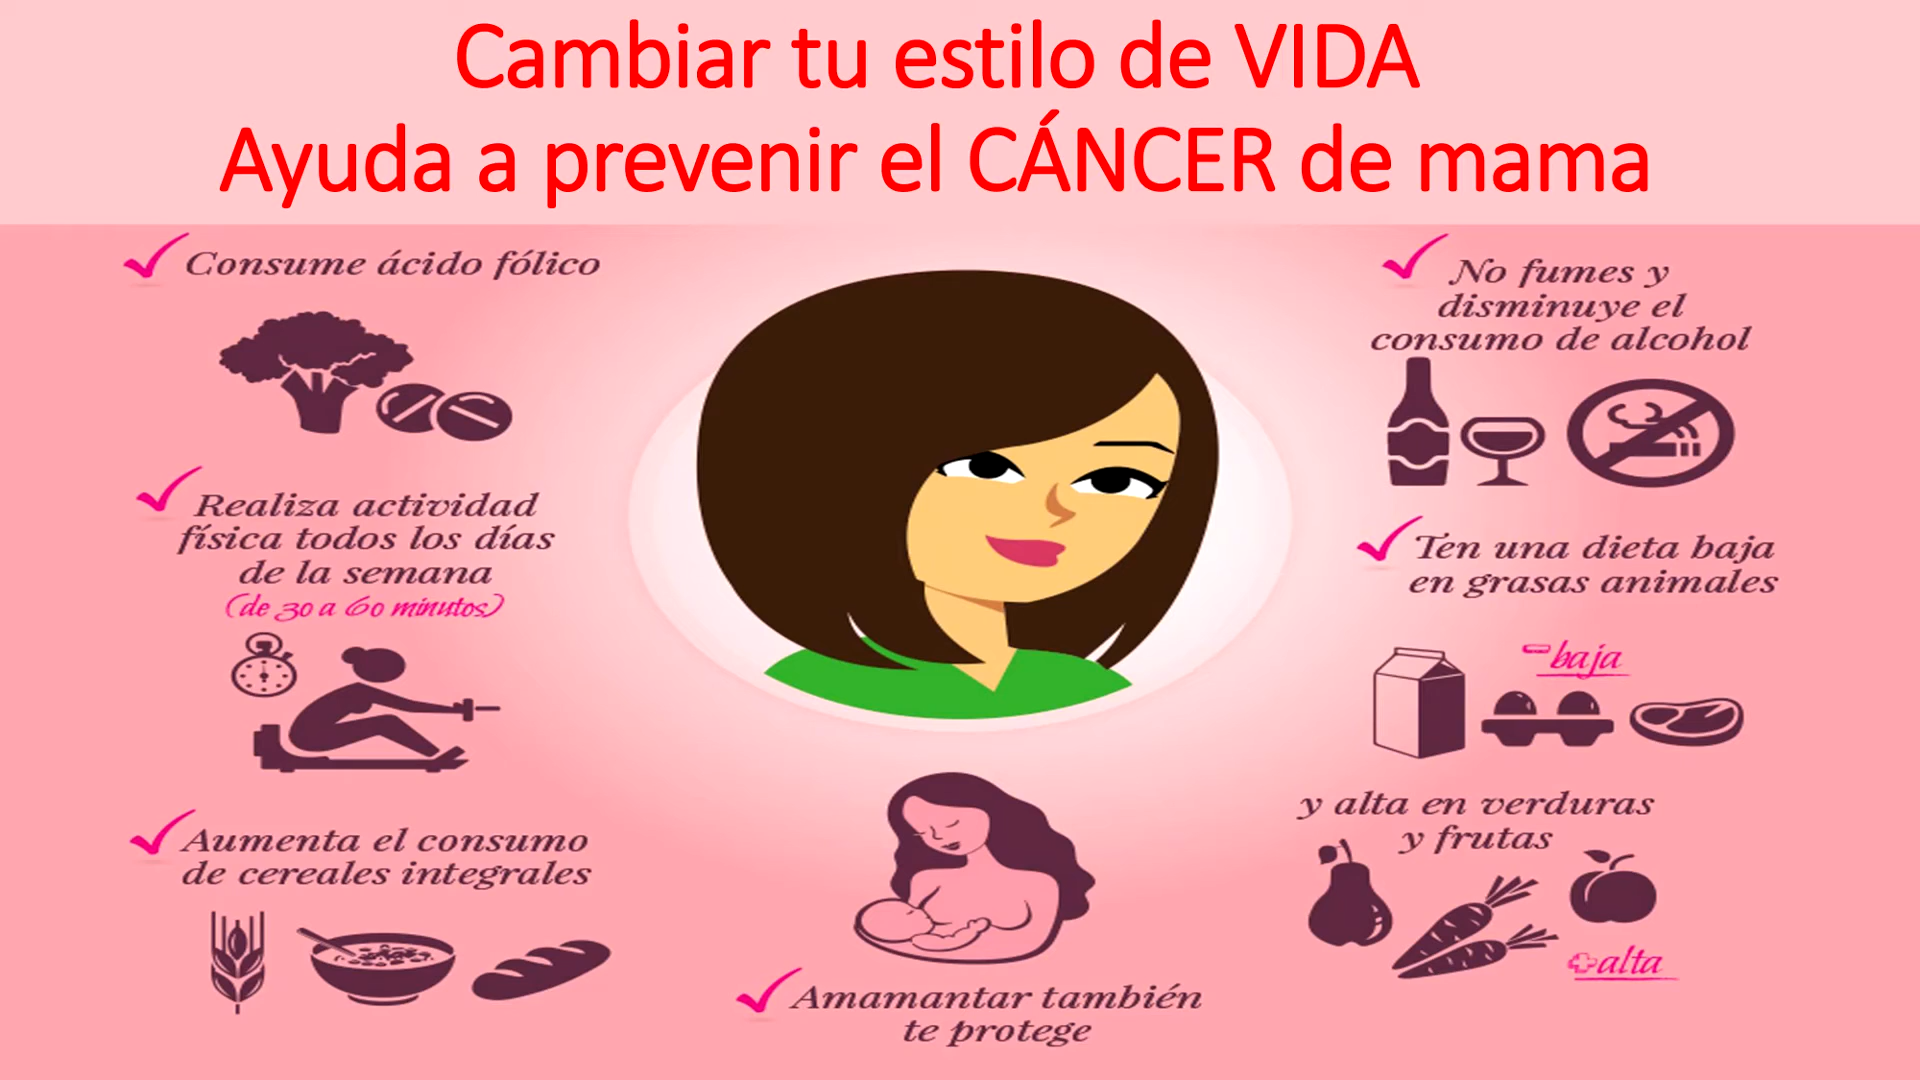 Cambiar tu estilo de VIDA
Ayuda a prevenir el CÁNCER de mama
Consume ácido fólico
Realiza actividad
física todos los días
de la semana
(de 30 a 60 minutos)
Aumenta el consumo
de cereales integrales
Amamantar también
te protege
No fumes y
disminuye el
consumo de alcohol
Ten una dieta baja
en grasas animales
baja
y alta en verduras
y frutas
alta